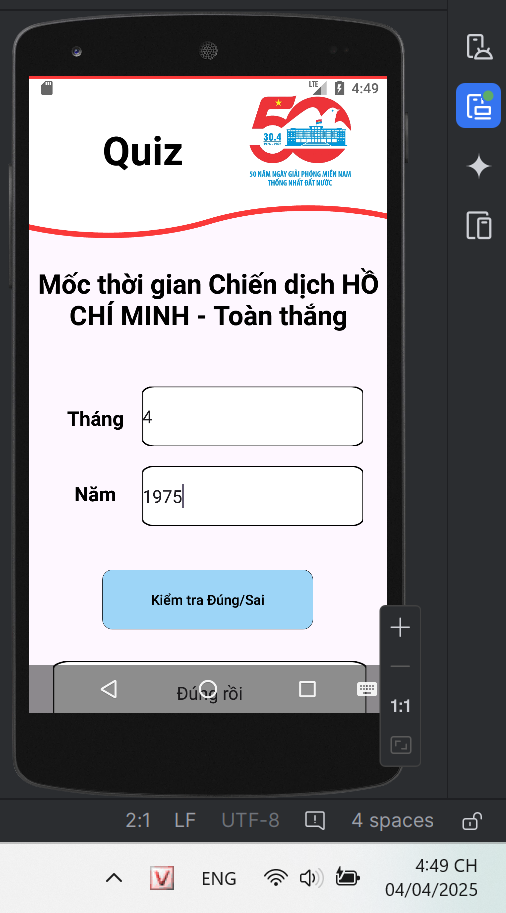 LTE
4:49
Quiz
50
30.4
50 NĂM NGÀY GIẢI PHÓNG MIỀN NAM
THỐNG NHẤT ĐẤT NƯỚC
Mốc thời gian Chiến dịch HỒ
CHÍ MINH - Toàn thắng
Tháng
4
Năm
1975
Kiểm tra Đúng/Sai
Đúng rồi
1:1
2:1 LF UTF-8 4 spaces
V ENG 4:49 CH
04/04/2025